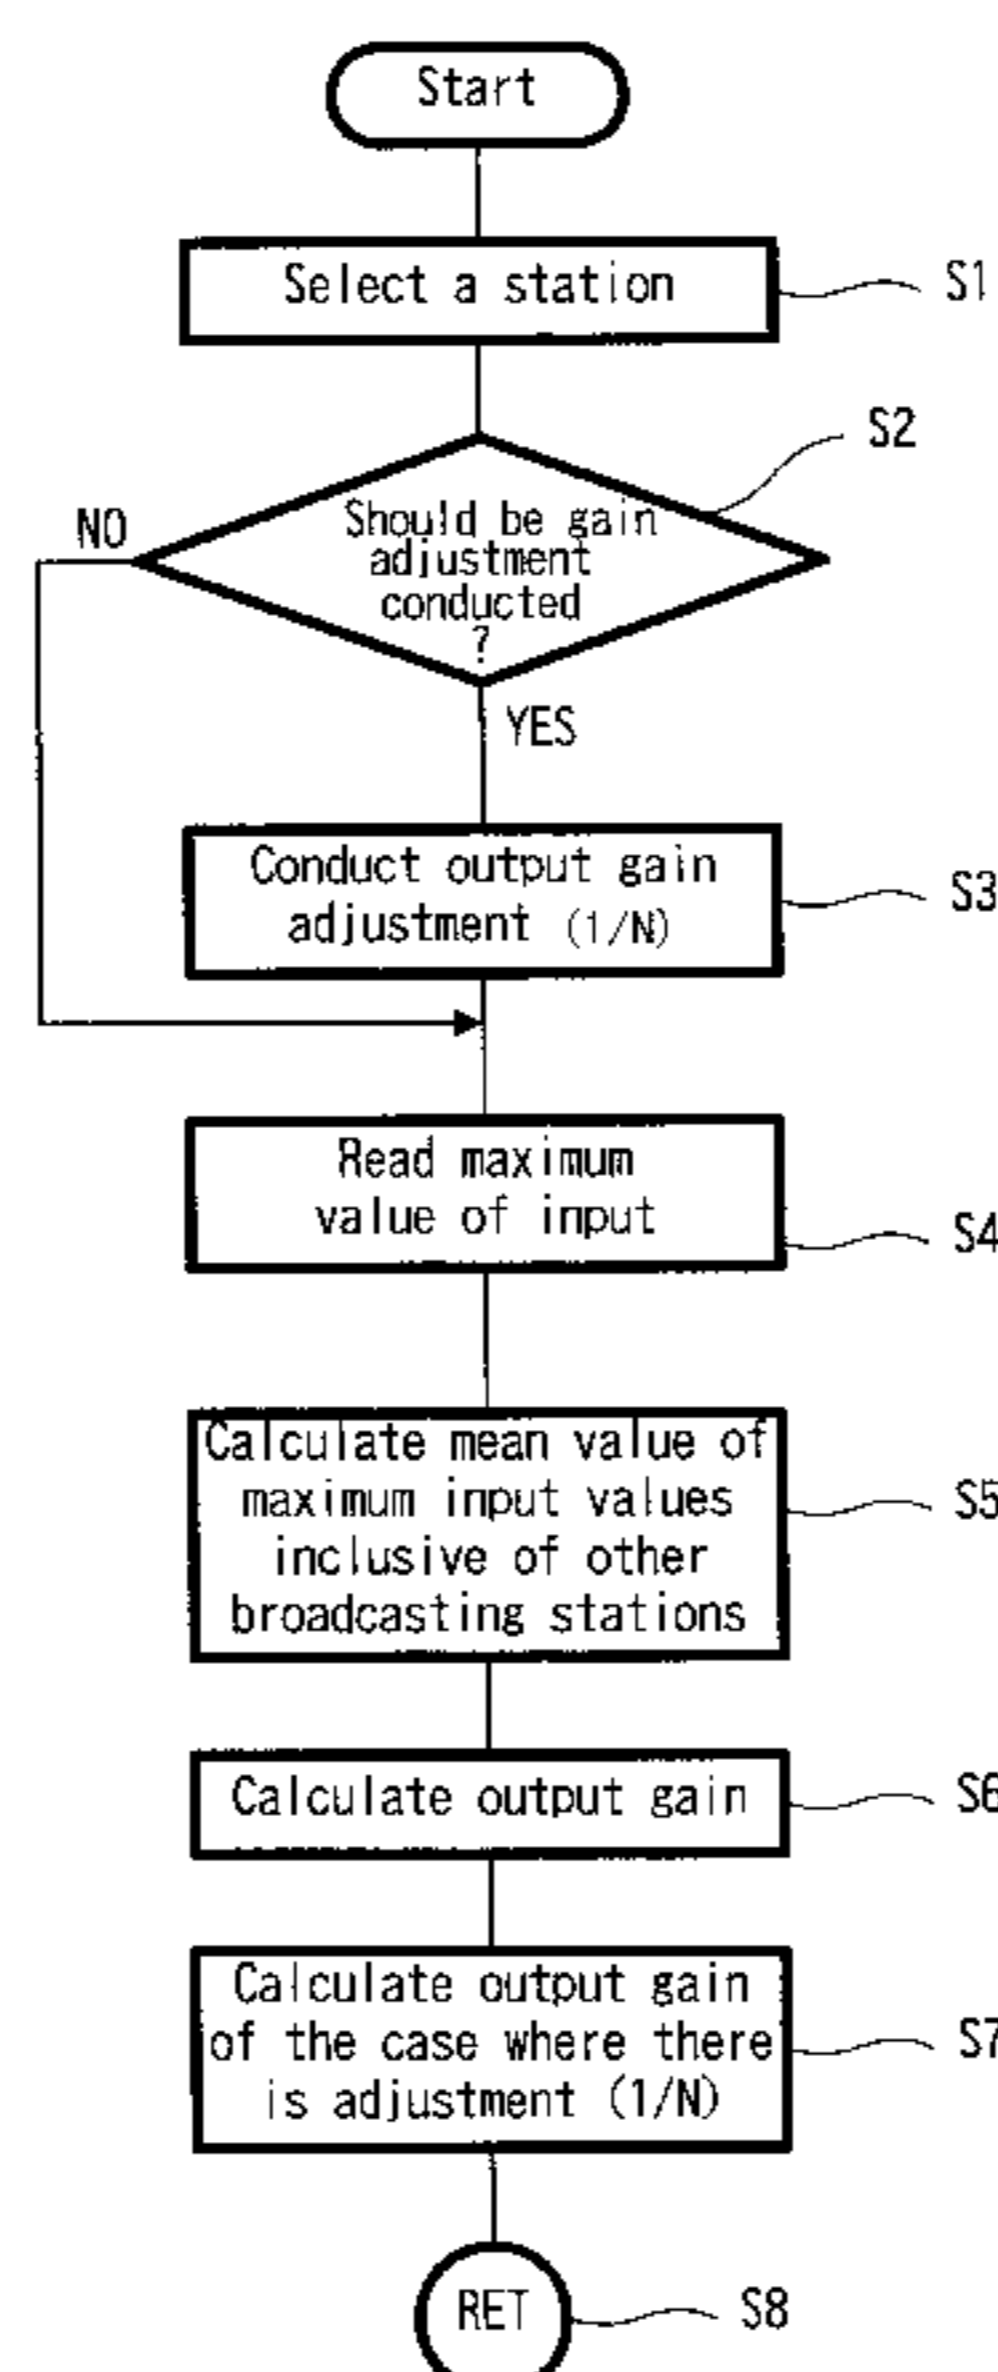 Start
Select a station
S1
S2
NO
Should be gain
adjustment
conducted
?
YES
Conduct output gain
adjustment (1/N)
S3
Read maximum
value of input
S4
Calculate mean value of
maximum input values
inclusive of other
broadcasting stations
S5
Calculate output gain
S6
Calculate output gain
of the case where there
is adjustment (1/N)
S7
RET
S8